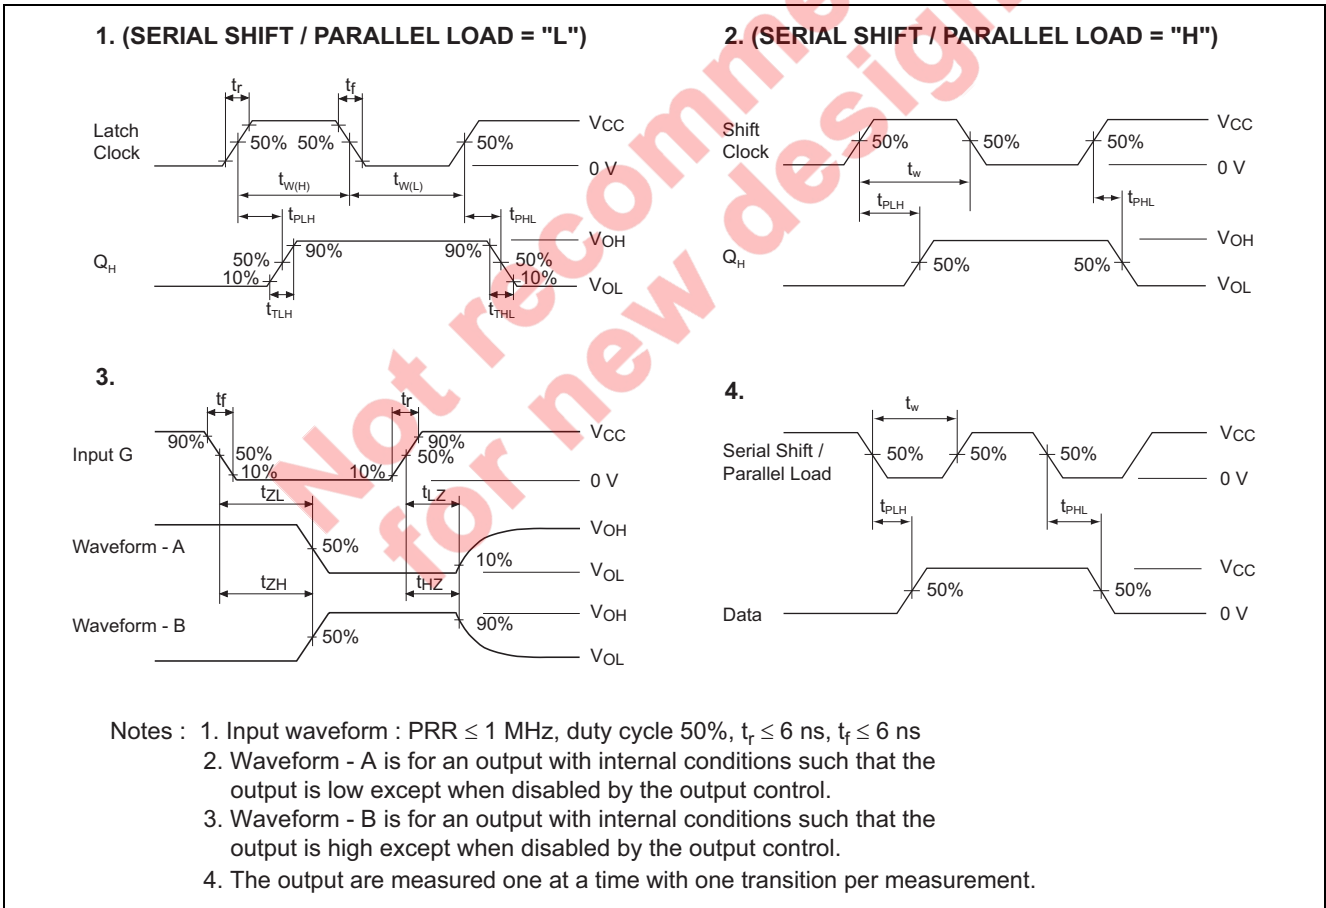 1. (SERIAL SHIFT / PARALLEL LOAD = "L")
tr
tf
Latch
Clock
50%
50%
50%
VCC
0 V
tW(H)
tW(L)
tPLH
tPHL
QH
50%
10%
90%
90%
50%
10%
VOH
VOL
tTLH
tTHL
2. (SERIAL SHIFT / PARALLEL LOAD = "H")
Shift
Clock
50%
50%
50%
VCC
0 V
tw
tPLH
tPHL
QH
50%
50%
VOH
VOL
3.
tf
tr
Input G
90%
50%
10%
10%
90%
50%
VCC
0 V
tZL
tLZ
Waveform - A
50%
10%
VOH
VOL
tZH
tHZ
Waveform - B
50%
90%
VOH
VOL
4.
tw
Serial Shift /
Parallel Load
50%
50%
50%
VCC
0 V
tPLH
tPHL
Data
50%
50%
VCC
0 V
Notes : 1. Input waveform : PRR ≤ 1 MHz, duty cycle 50%, tr ≤ 6 ns, tf ≤ 6 ns
2. Waveform - A is for an output with internal conditions such that the
output is low except when disabled by the output control.
3. Waveform - B is for an output with internal conditions such that the
output is high except when disabled by the output control.
4. The output are measured one at a time with one transition per measurement.
Not recomme
for new design